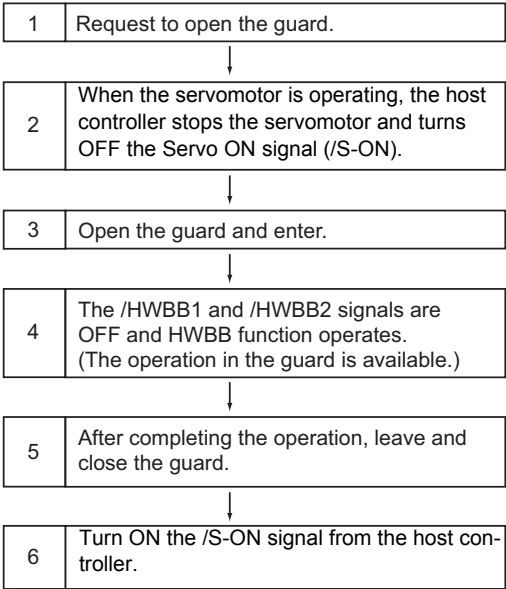 1 Request to open the guard.
2 When the servomotor is operating, the host
controller stops the servomotor and turns
OFF the Servo ON signal (/S-ON).
3 Open the guard and enter.
4 The /HWBB1 and /HWBB2 signals are
OFF and HWBB function operates.
(The operation in the guard is available.)
5 After completing the operation, leave and
close the guard.
6 Turn ON the /S-ON signal from the host con-
troller.